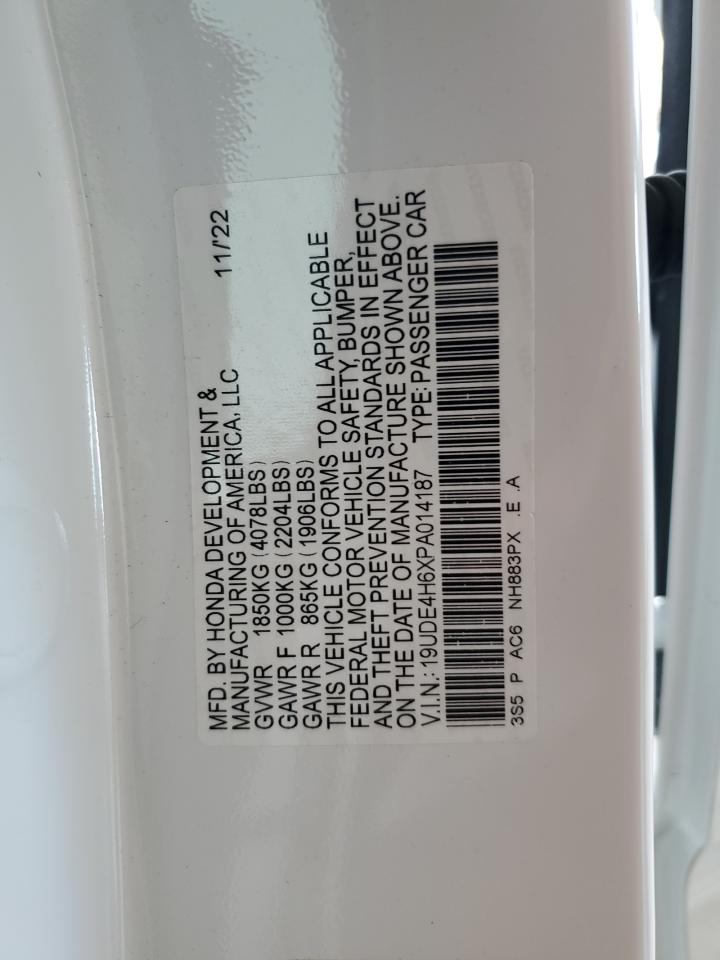 MFD. BY HONDA DEVELOPMENT &
MANUFACTURING OF AMERICA, LLC 11/'22
GVWR 1850KG (4078LBS)
GAWR F 1000KG (2204LBS)
GAWR R 865KG (1906LBS)
THIS VEHICLE CONFORMS TO ALL APPLICABLE
FEDERAL MOTOR VEHICLE SAFETY, BUMPER,
AND THEFT PREVENTION STANDARDS IN EFFECT
ON THE DATE OF MANUFACTURE SHOWN ABOVE.
V.I.N.: 19UDE4H6XPA014187 TYPE: PASSENGER CAR
3S5 P AC6 NH883PX .E .A